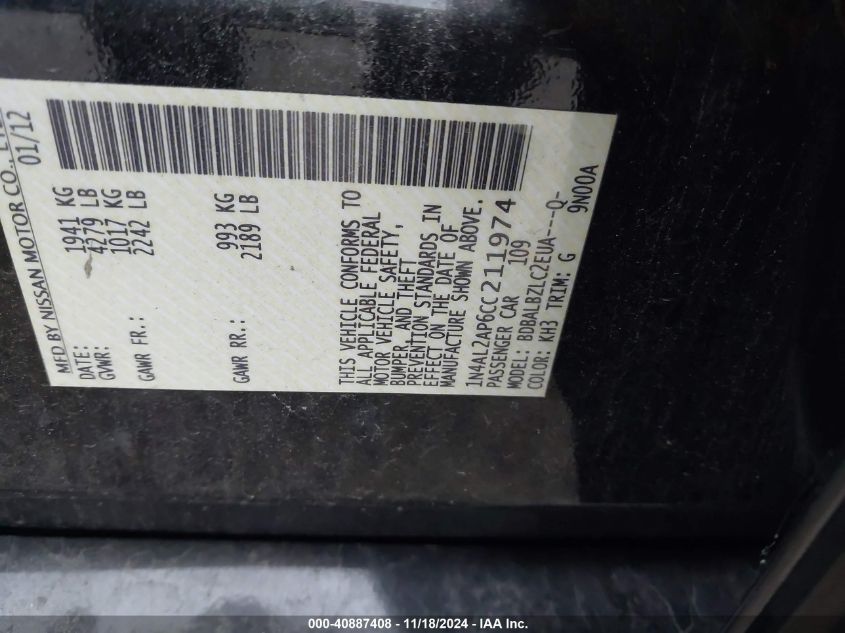 MFD BY NISSAN MOTOR CO.,
DATE: 01/12
GVWR: 1941 KG
4279 LB
GAWR FR.: 1017 KG
2242 LB
GAWR RR.: 993 KG
2189 LB
THIS VEHICLE CONFORMS TO
ALL APPLICABLE FEDERAL
MOTOR VEHICLE SAFETY,
BUMPER, AND THEFT
PREVENTION STANDARDS IN
EFFECT ON THE DATE OF
MANUFACTURE SHOWN ABOVE.
1N4AL2AP6CC211974
PASSENGER CAR 109
MODEL: BDBALBZLC2EUA---Q-
COLOR: KH3 TRIM: G 9N00A
000-40887408 - 11/18/2024 - IAA Inc.